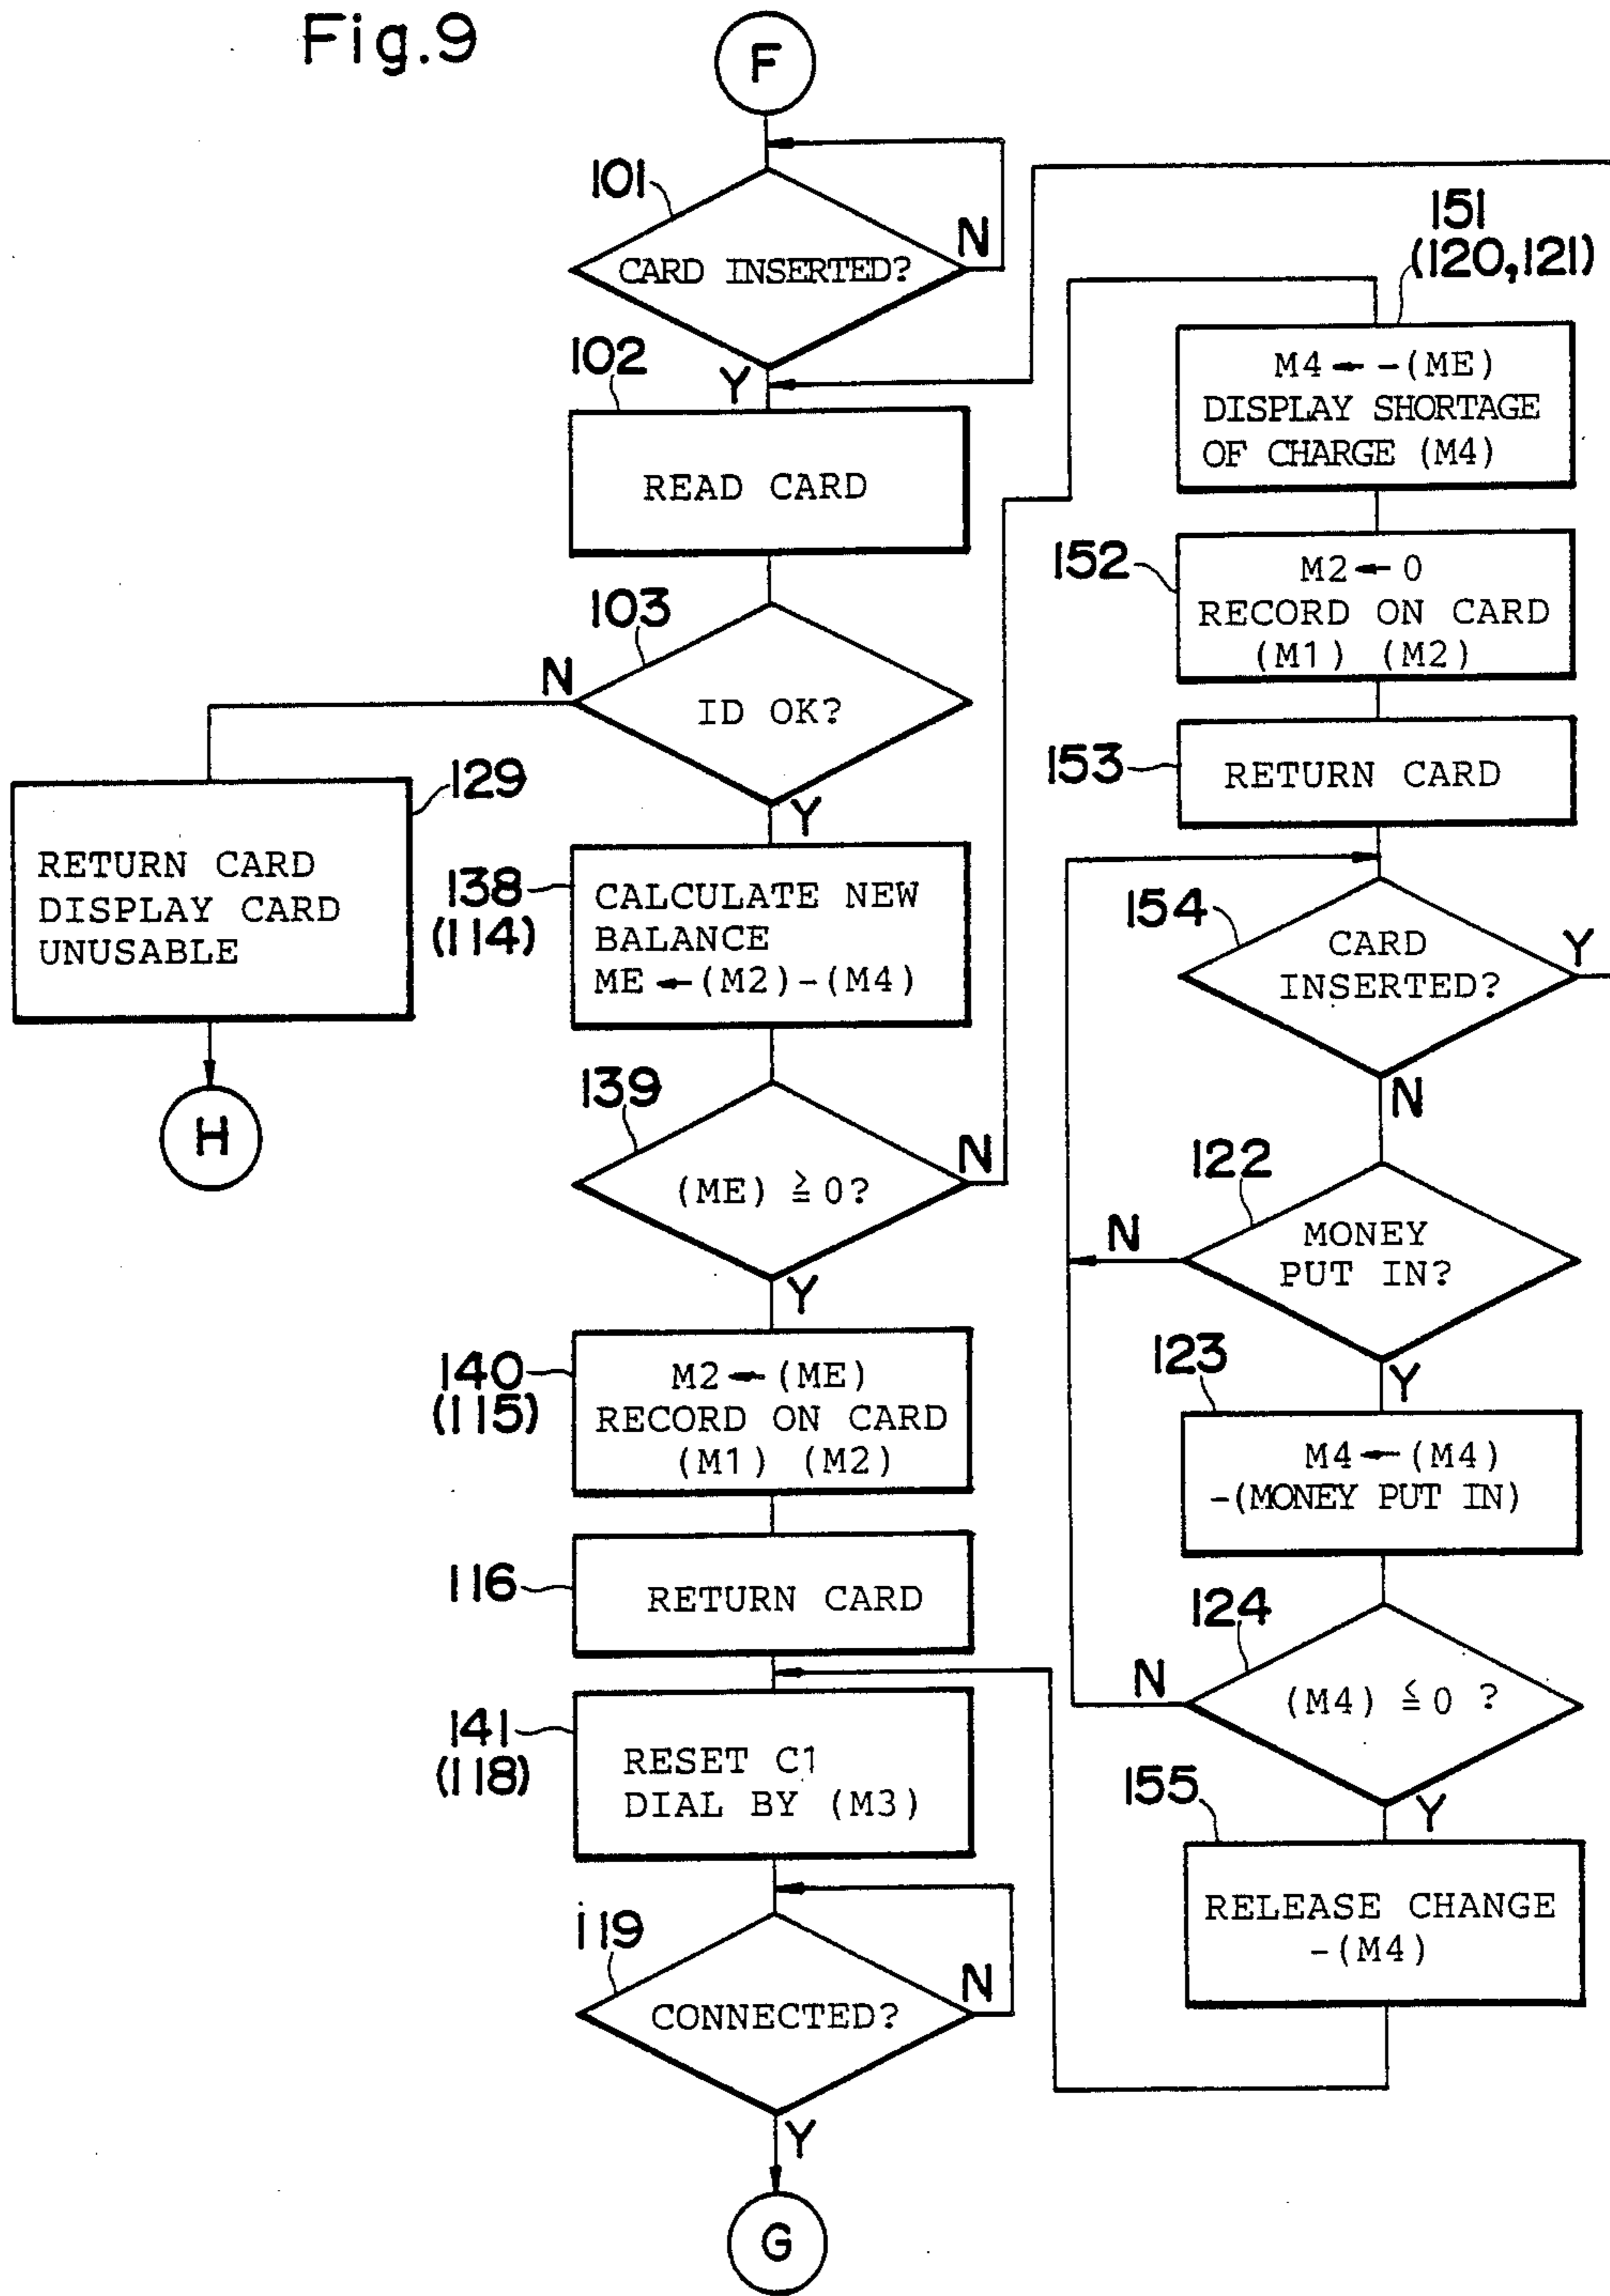 Fig.9
F
101
CARD INSERTED?
N
Y
102
READ CARD
103
ID OK?
N
Y
129
RETURN CARD
DISPLAY CARD
UNUSABLE
H
138
(114)
CALCULATE NEW
BALANCE
ME ← (M2) - (M4)
139
(ME) ≧ 0?
N
Y
140
(115)
M2 ← (ME)
RECORD ON CARD
(M1) (M2)
116
RETURN CARD
141
(118)
RESET C1
DIAL BY (M3)
119
CONNECTED?
N
Y
G
151
(120,121)
M4 ← -(ME)
DISPLAY SHORTAGE
OF CHARGE (M4)
152
M2 ← 0
RECORD ON CARD
(M1) (M2)
153
RETURN CARD
154
CARD
INSERTED?
Y
N
122
MONEY
PUT IN?
N
Y
123
M4 ← (M4)
-(MONEY PUT IN)
124
(M4) ≦ 0 ?
N
Y
155
RELEASE CHANGE
-(M4)